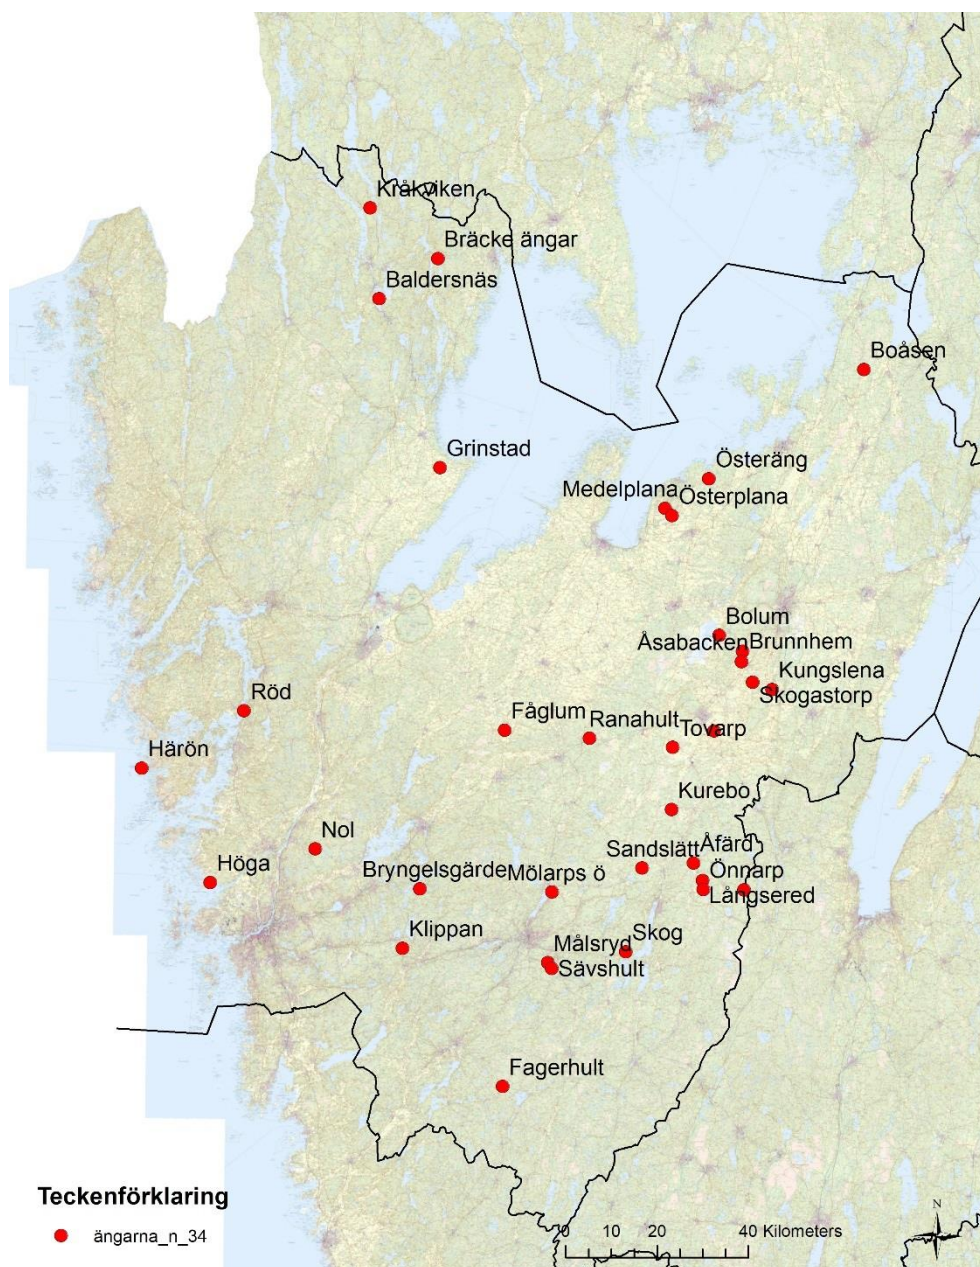 Kråkviken
Bräcke ängar
Baldersnäs
Boåsen
Grinstad
Österäng
Medelplana
Österplana
Bolum
Åsabacken
Brunnhem
Kungslena
Skogastorp
Röd
Fåglum
Ranahult
Tovarp
Härön
Kurebo
Nol
Sandslätt
Åfärd
Höga
Bryngelsgärde
Mölarps ö
Önnarp
Långsered
Klippan
Målsryd
Skog
Sävshult
Fagerhult
Teckenförklaring
ängarna_n_34
N
0 10 20 40 Kilometers